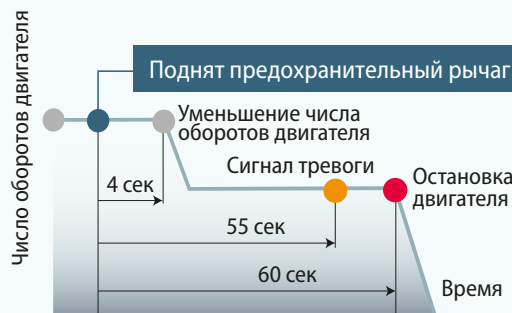 Число оборотов двигателя
Поднят предохранительный рычаг
Уменьшение числа
оборотов двигателя
Сигнал тревоги
Остановка
двигателя
4 сек
55 сек
60 сек
Время